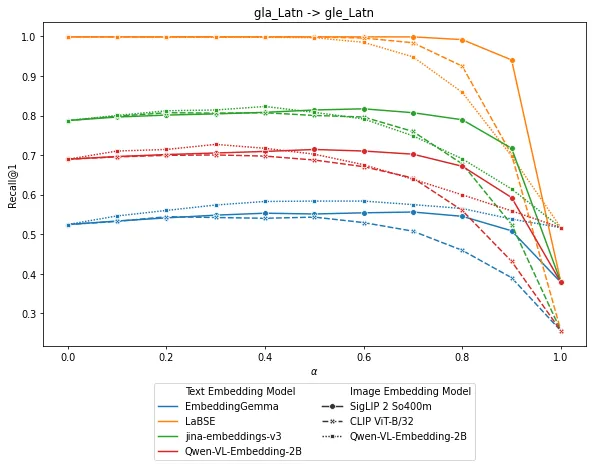 gla_Latn -> gle_Latn
Recall@1
1.0
0.9
0.8
0.7
0.6
0.5
0.4
0.3
0.0 0.2 0.4 0.6 0.8 1.0
α
Text Embedding Model Image Embedding Model
EmbeddingGemma SigLIP 2 So400m
LaBSE CLIP ViT-B/32
jina-embeddings-v3 Qwen-VL-Embedding-2B
Qwen-VL-Embedding-2B